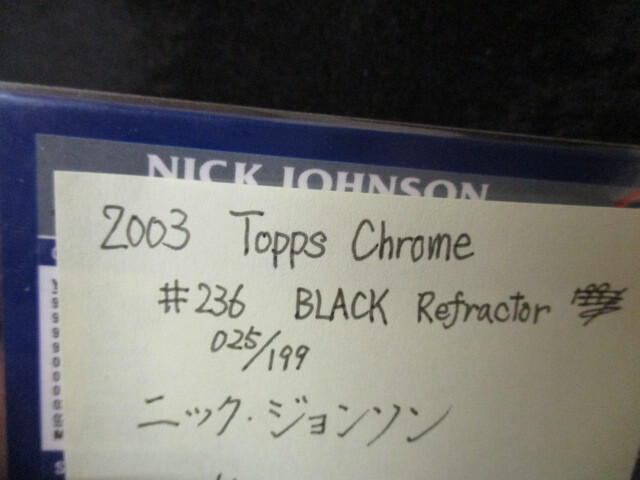 NICK JOHNSON
2003 Topps Chrome
#236 BLACK Refractor
025/199
ニック・ジョンソン